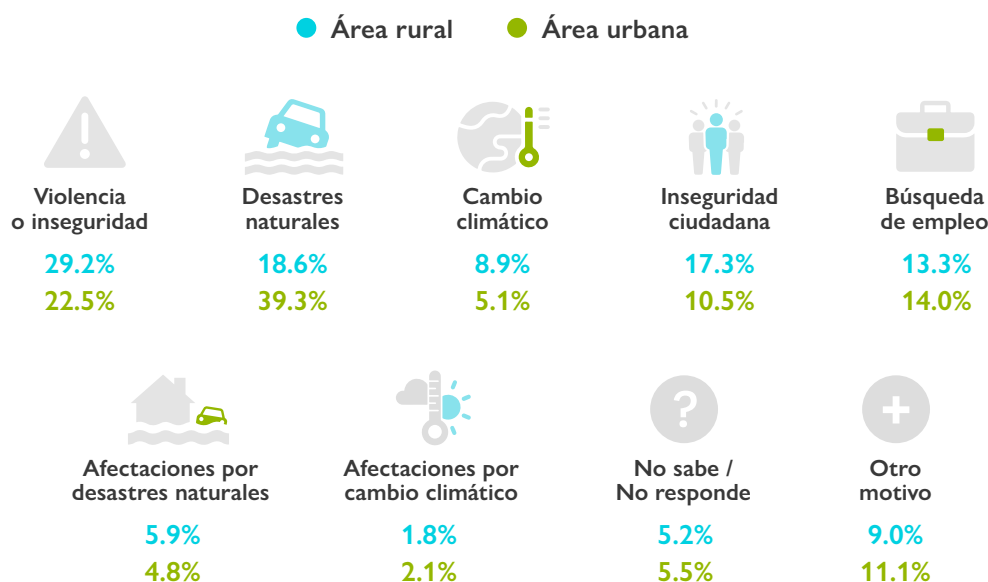 Área rural Área urbana
Violencia
o inseguridad
29.2%
22.5%
Desastres
naturales
18.6%
39.3%
Cambio
climático
8.9%
5.1%
Inseguridad
ciudadana
17.3%
10.5%
Búsqueda
de empleo
13.3%
14.0%
Afectaciones por
desastres naturales
5.9%
4.8%
Afectaciones por
cambio climático
1.8%
2.1%
No sabe /
No responde
5.2%
5.5%
Otro
motivo
9.0%
11.1%